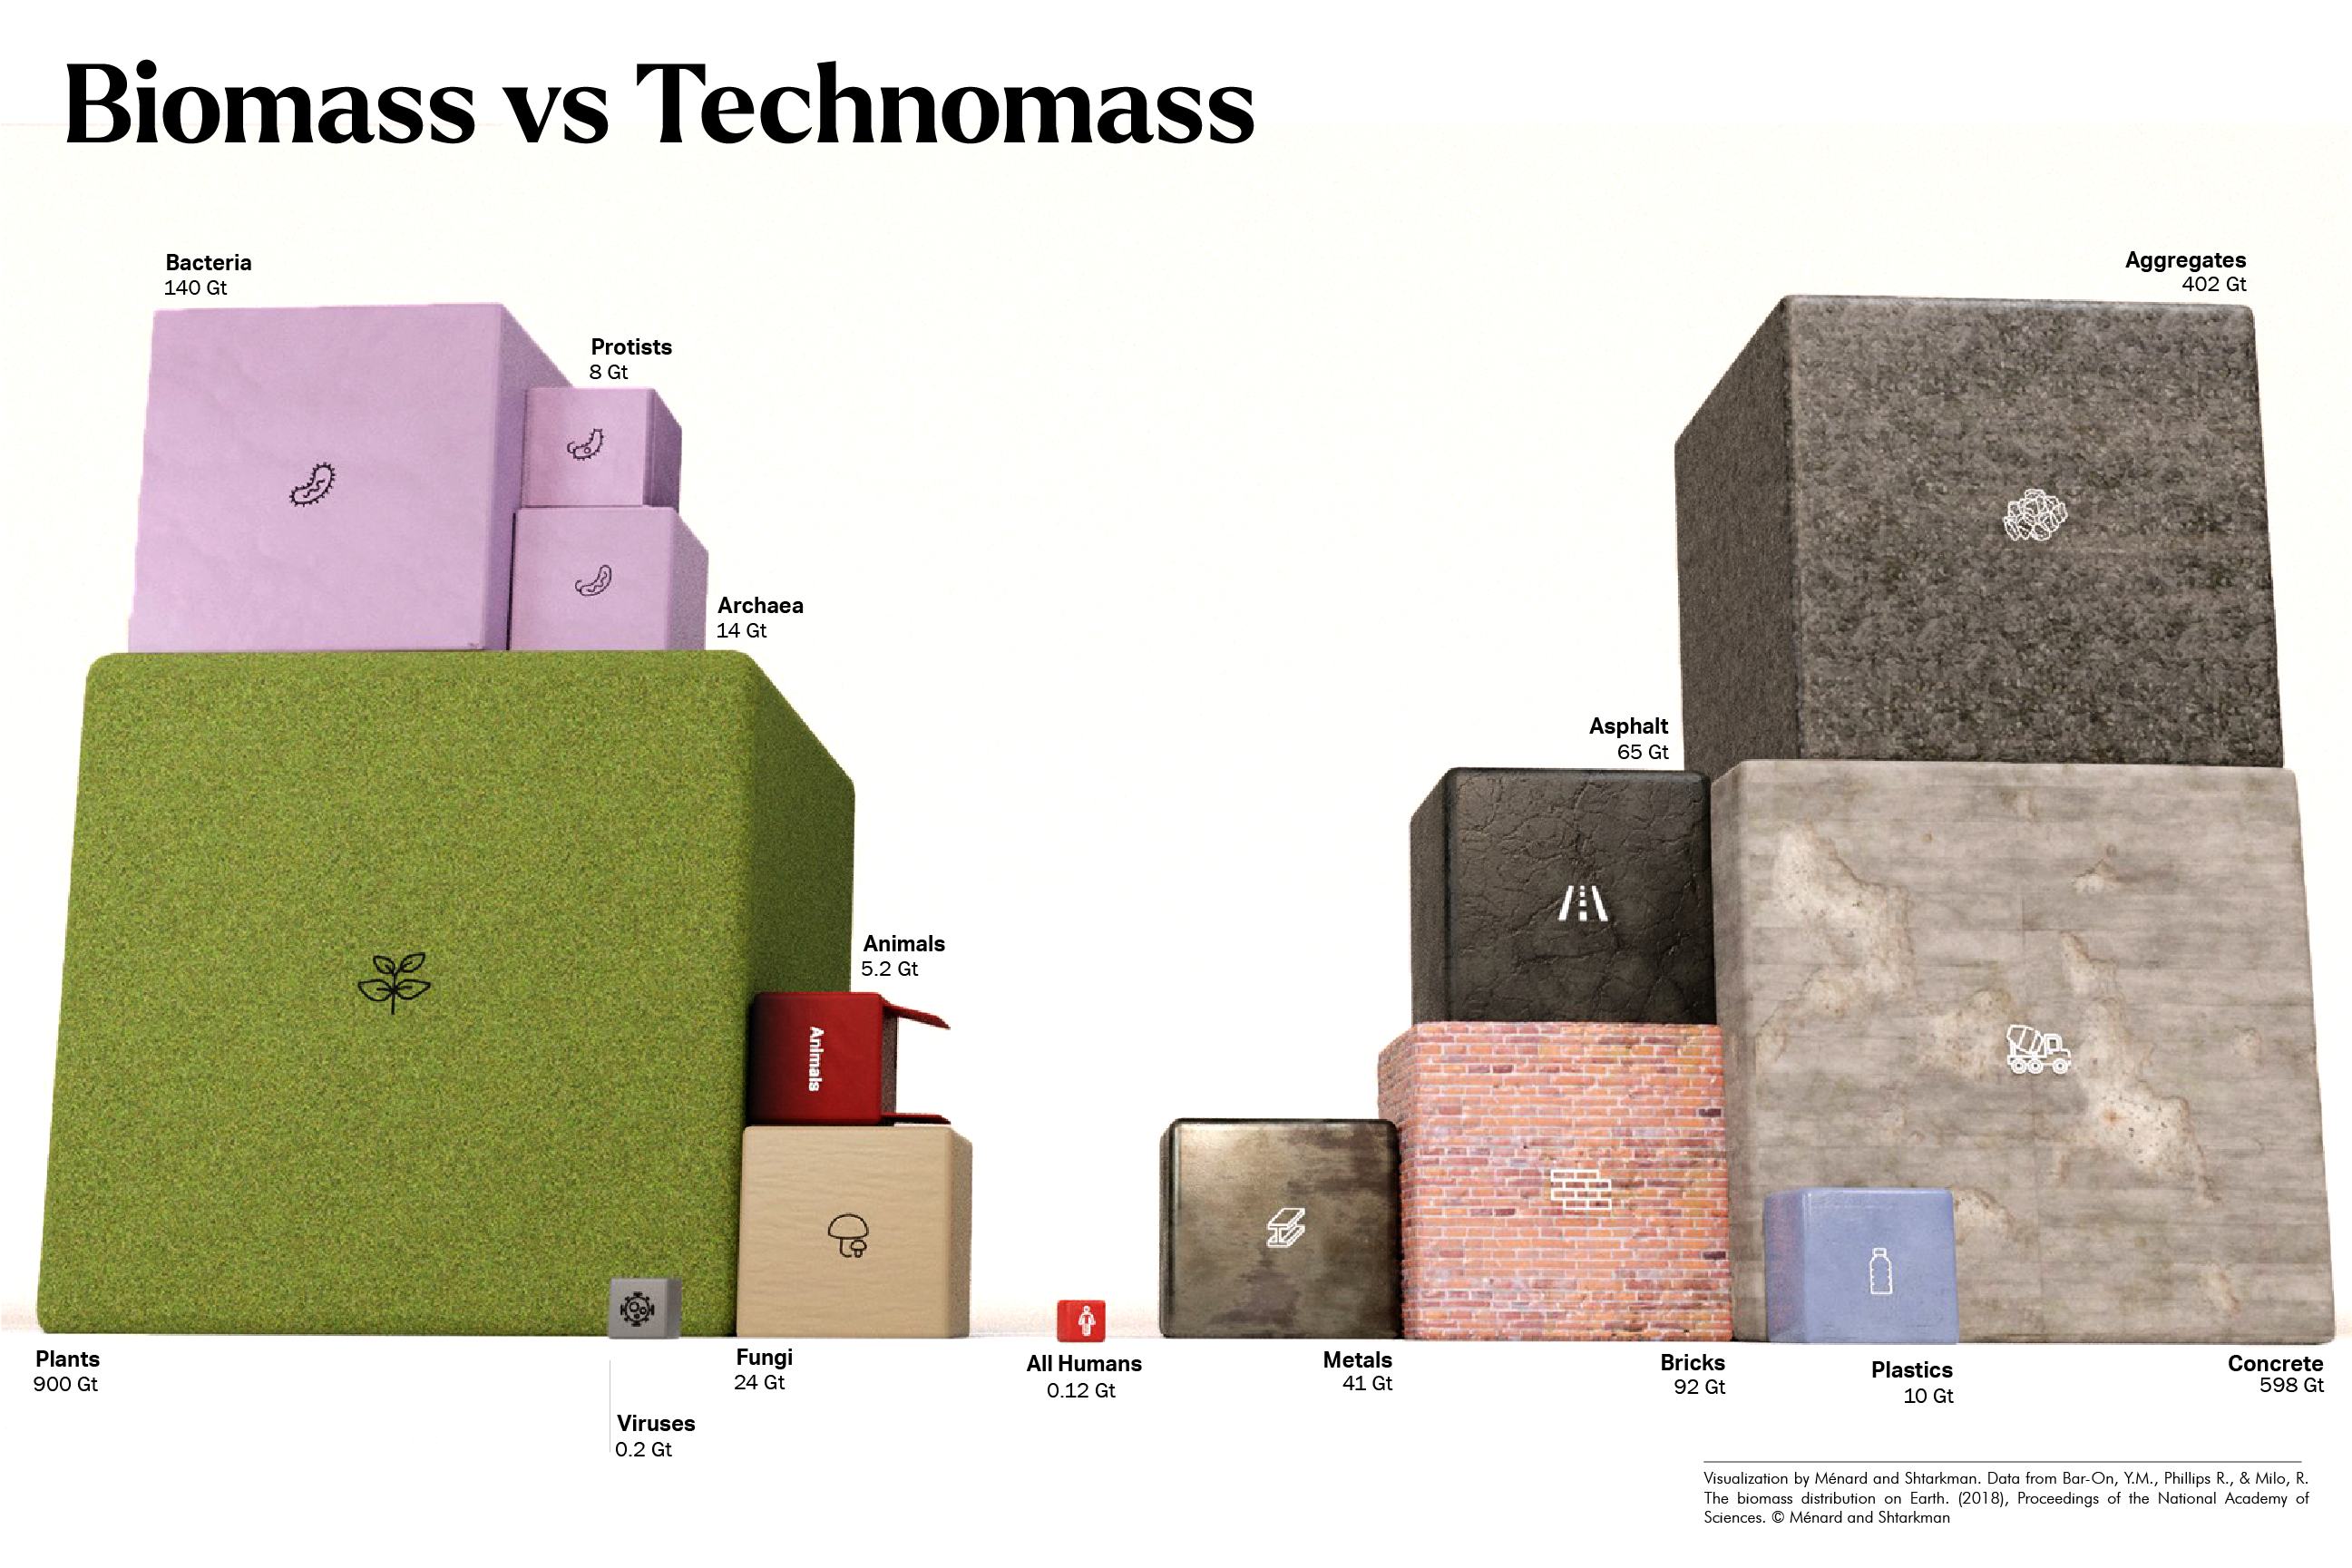 Biomass vs Technomass
Bacteria
140 Gt
Protists
8 Gt
Archaea
14 Gt
Animals
5.2 Gt
Animals
Aggregates
402 Gt
Asphalt
65 Gt
Plants
900 Gt
Viruses
0.2 Gt
Fungi
24 Gt
All Humans
0.12 Gt
Metals
41 Gt
Bricks
92 Gt
Plastics
10 Gt
Concrete
598 Gt
Visualization by Ménard and Shtarkman. Data from Bar-On, Y.M., Phillips R., & Milo, R.
The biomass distribution on Earth. (2018), Proceedings of the National Academy of
Sciences. © Ménard and Shtarkman